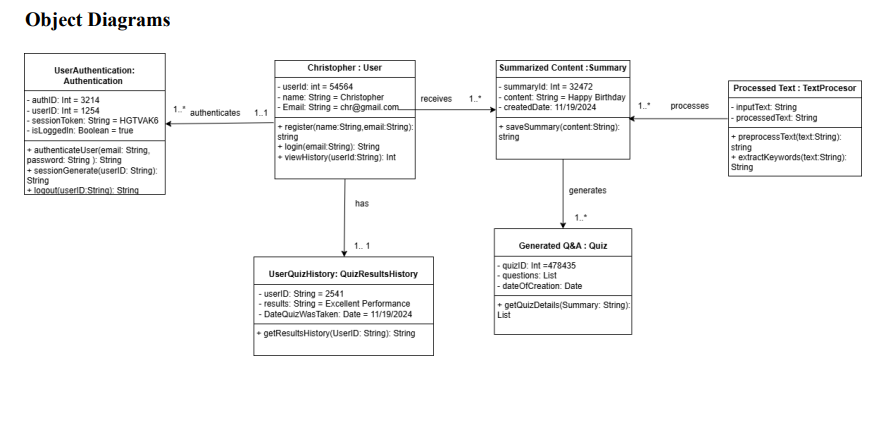 Object Diagrams
UserAuthentication:
Authentication
- authID: Int = 3214
- userID: Int = 1254
- sessionToken: String = HGTVAK6
- isLoggedIn: Boolean = true
+ authenticateUser(email: String,
password: String ): String
+ sessionGenerate(userID: String):
String
+ logout(userID:String): String
1..*
authenticates
1..1
Christopher : User
- userId: int = 54564
- name: String = Christopher
- Email: String = chr@gmail.com
+ register(name:String,email:String):
string
+ login(email:String): String
+ viewHistory(userId:String): Int
receives
1..*
Summarized Content :Summary
- summaryId: Int = 32472
- content: String = Happy Birthday
- createdDate: 11/19/2024
+ saveSummary(content:String):
string
1..*
processes
Processed Text : TextProcesor
- inputText: String
- processedText: String
+ preprocessText(text:String):
string
+ extractKeywords(text:String):
String
has
1.. 1
generates
1..*
UserQuizHistory: QuizResultsHistory
- userID: String = 2541
- results: String = Excellent Performance
- DateQuizWasTaken: Date = 11/19/2024
+ getResultsHistory(UserID: String): String
Generated Q&A : Quiz
- quizID: Int =478435
- questions: List
- dateOfCreation: Date
+ getQuizDetails(Summary: String):
List